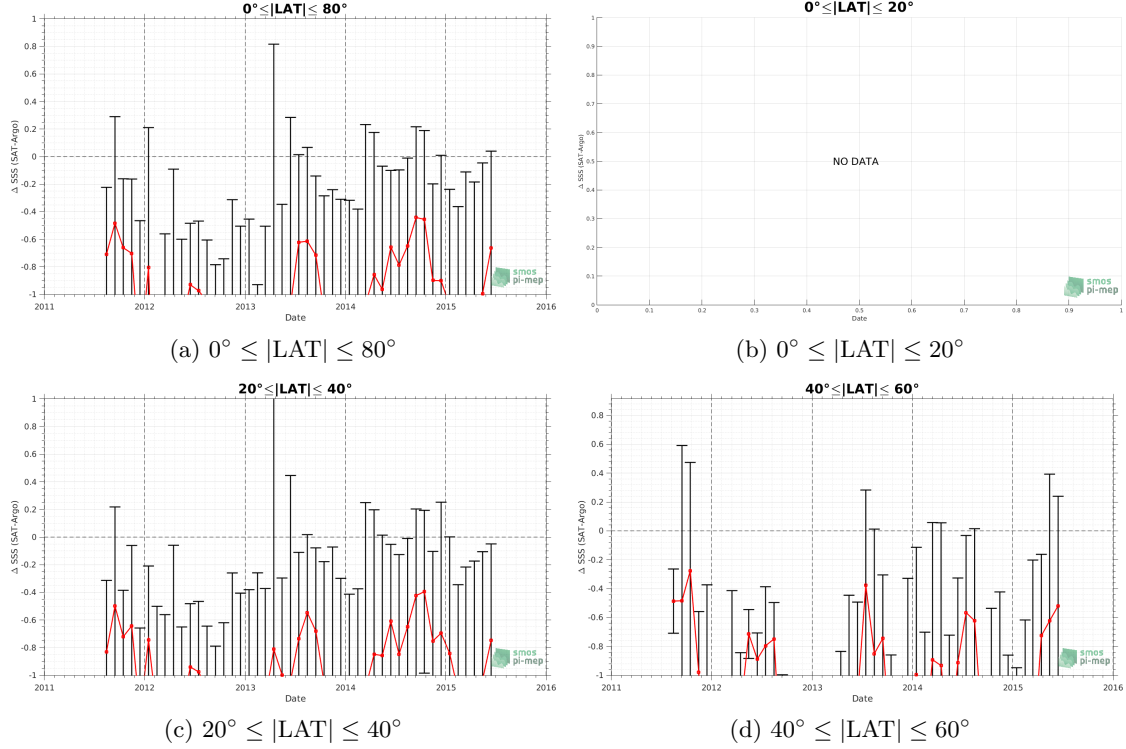 0°≤|LAT|≤ 80°
1
0.8
0.6
0.4
0.2
0
-0.2
-0.4
-0.6
-0.8
-1
Δ SSS (SAT-Argo)
2011 2012 2013 2014 2015 2016
Date
smos
pi-mep
(a) 0° ≤ |LAT| ≤ 80°
0°≤|LAT|≤ 20°
1
0.9
0.8
0.7
0.6
0.5
0.4
0.3
0.2
0.1
0
Δ SSS (SAT-Argo)
NO DATA
0 0.1 0.2 0.3 0.4 0.5 0.6 0.7 0.8 0.9 1
Date
smos
pi-mep
(b) 0° ≤ |LAT| ≤ 20°
20°≤|LAT|≤ 40°
1
0.8
0.6
0.4
0.2
0
-0.2
-0.4
-0.6
-0.8
-1
Δ SSS (SAT-Argo)
2011 2012 2013 2014 2015 2016
Date
smos
pi-mep
(c) 20° ≤ |LAT| ≤ 40°
40°≤|LAT|≤ 60°
0.8
0.6
0.4
0.2
0
-0.2
-0.4
-0.6
-0.8
-1
Δ SSS (SAT-Argo)
2011 2012 2013 2014 2015 2016
Date
smos
pi-mep
(d) 40° ≤ |LAT| ≤ 60°